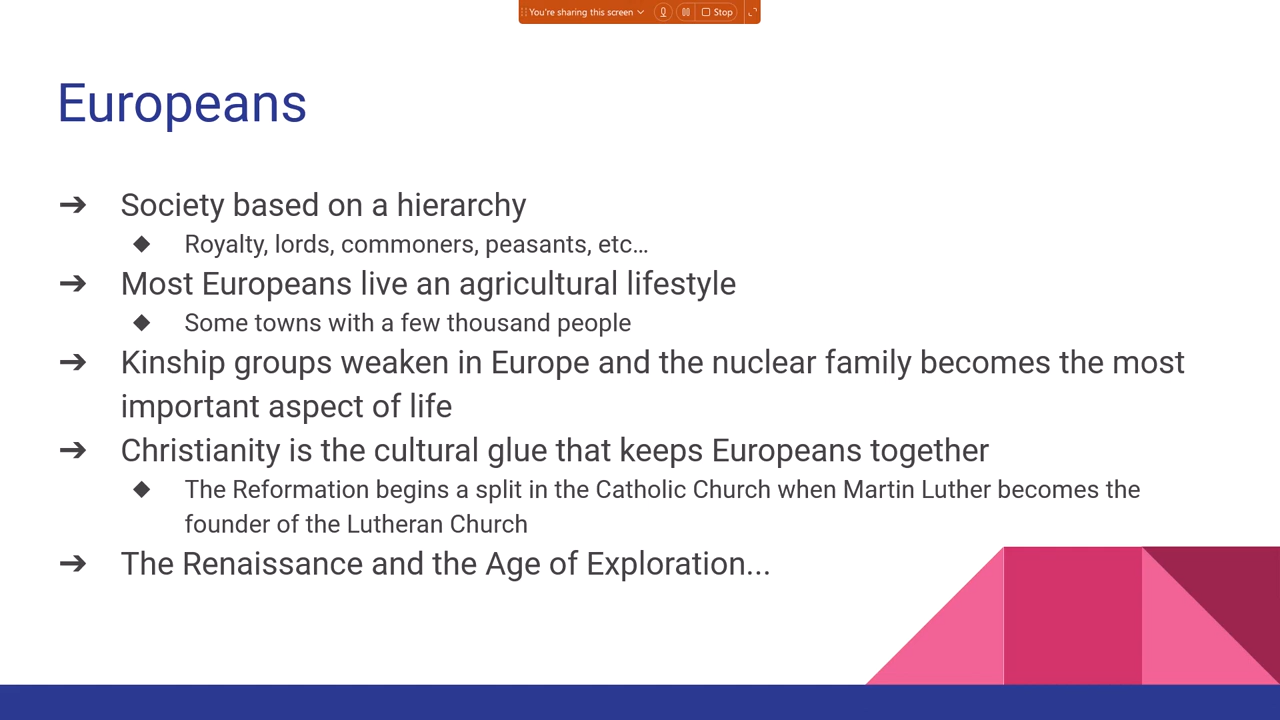 You're sharing this screen
Stop
Europeans
➔ Society based on a hierarchy
◆ Royalty, lords, commoners, peasants, etc…
➔ Most Europeans live an agricultural lifestyle
◆ Some towns with a few thousand people
➔ Kinship groups weaken in Europe and the nuclear family becomes the most
important aspect of life
➔ Christianity is the cultural glue that keeps Europeans together
◆ The Reformation begins a split in the Catholic Church when Martin Luther becomes the
founder of the Lutheran Church
➔ The Renaissance and the Age of Exploration...